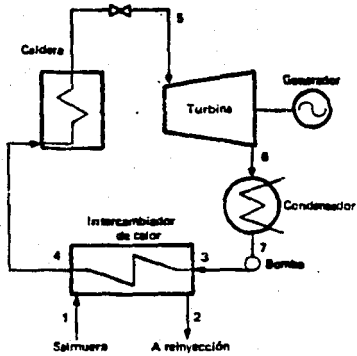 5
Caldera
Generador
Turbina
6
Condensador
Intercambiador
de calor
7
4
3
Bomba
1
2
Salmuera
A reinyección